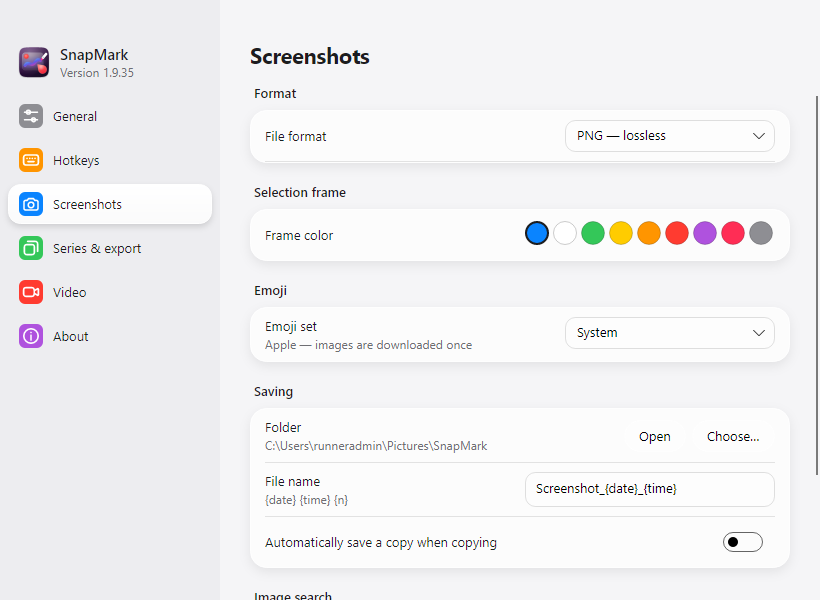 SnapMark
Version 1.9.35
General
Hotkeys
Screenshots
Series & export
Video
About
Screenshots
Format
File format
PNG — lossless
Selection frame
Frame color
Emoji
Emoji set
Apple — images are downloaded once
System
Saving
Folder
C:\Users\runneradmin\Pictures\SnapMark
Open
Choose...
File name
{date} {time} {n}
Screenshot_{date}_{time}
Automatically save a copy when copying
Image search